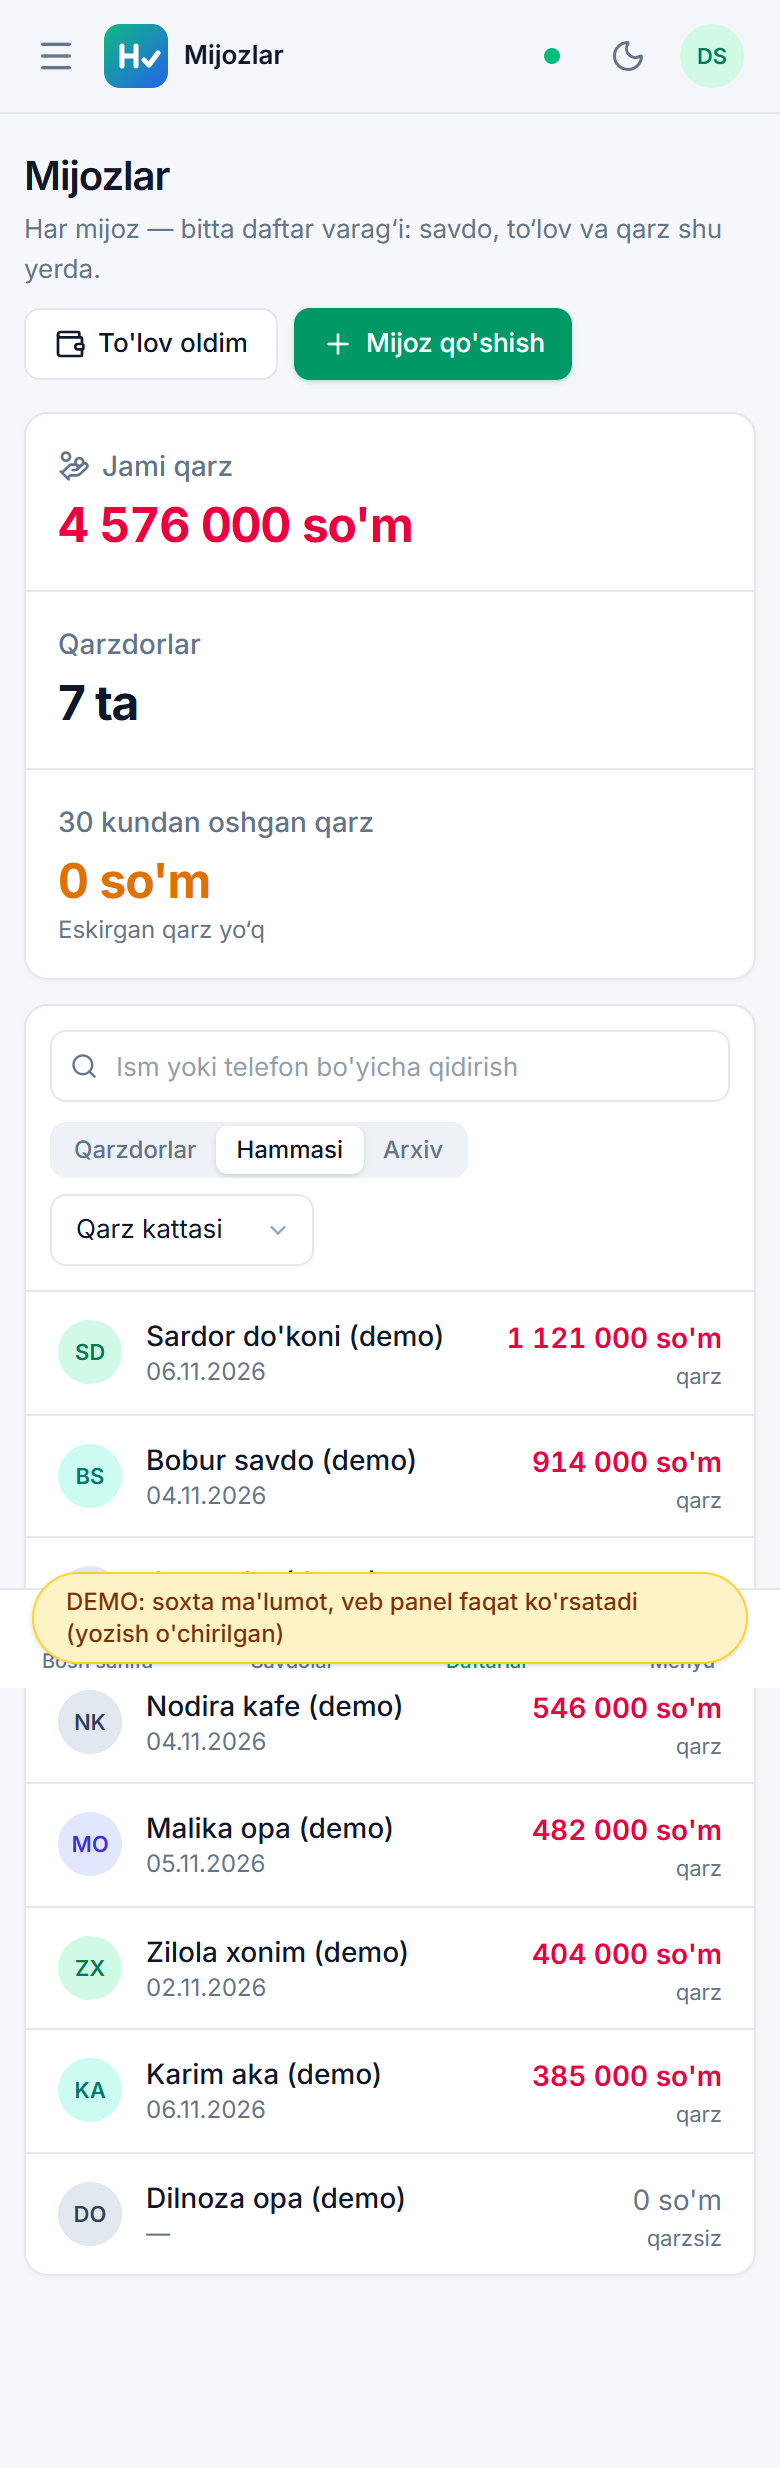 H✓ Mijozlar DS
Mijozlar
Har mijoz — bitta daftar varagʻi: savdo, toʻlov va qarz shu
yerda.
To'lov oldim
Mijoz qo'shish
Jami qarz
4 576 000 so'm
Qarzdorlar
7 ta
30 kundan oshgan qarz
0 so'm
Eskirgan qarz yoʻq
Ism yoki telefon bo'yicha qidirish
Qarzdorlar Hammasi Arxiv
Qarz kattasi
SD Sardor do'koni (demo) 1 121 000 so'm
06.11.2026 qarz
BS Bobur savdo (demo) 914 000 so'm
04.11.2026 qarz
DEMO: soxta ma'lumot, veb panel faqat ko'rsatadi
(yozish o'chirilgan)
NK Nodira kafe (demo) 546 000 so'm
04.11.2026 qarz
MO Malika opa (demo) 482 000 so'm
05.11.2026 qarz
ZX Zilola xonim (demo) 404 000 so'm
02.11.2026 qarz
KA Karim aka (demo) 385 000 so'm
06.11.2026 qarz
DO Dilnoza opa (demo) 0 so'm
— qarzsiz